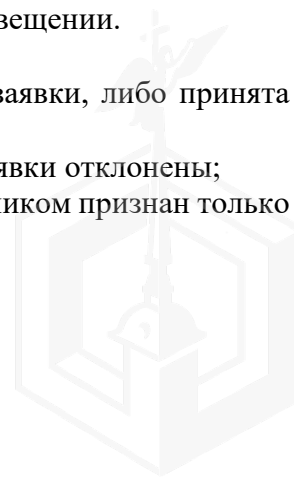 вещении.
заявки, либо принята
явки отклонены;
ником признан только